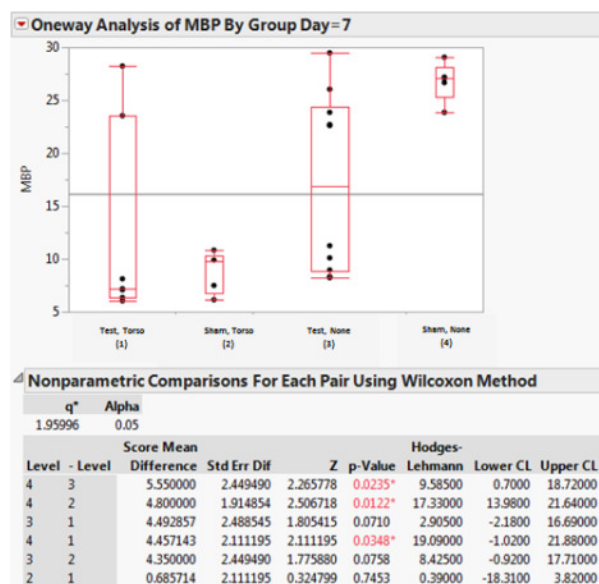 Oneway Analysis of MBP By Group Day=7
30
25
20
15
10
5
MBP
Test, Torso Sham, Torso Test, None Sham, None
(1) (2) (3) (4)
Nonparametric Comparisons For Each Pair Using Wilcoxon Method
q* Alpha
1.95996 0.05
Score Mean Hodges-
Level - Level Difference Std Err Dif Z p-Value Lehmann Lower CL Upper CL
4 3 5.550000 2.449490 2.265778 0.0235* 9.58500 0.7000 18.72000
4 2 4.800000 1.914854 2.506718 0.0122* 17.33000 13.9800 21.64000
3 1 4.492857 2.488545 1.805415 0.0710 2.90500 -2.1800 16.69000
4 1 4.457143 2.111195 2.111195 0.0348* 19.09000 -1.0200 21.88000
3 2 4.350000 2.449490 1.775880 0.0758 8.42500 -0.9200 17.71000
2 1 0.685714 2.111195 0.324799 0.7453 0.39000 -18.3100 3.82000